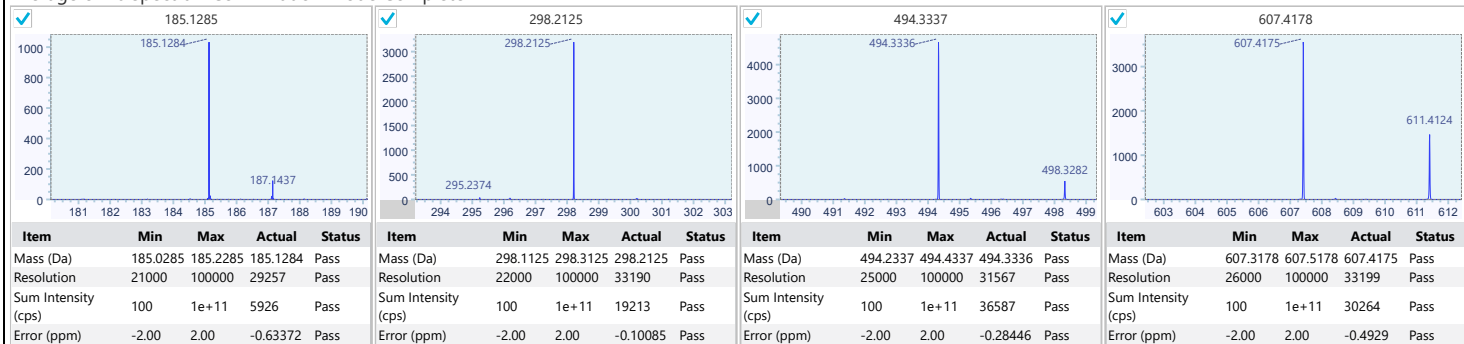 185.1285 298.2125 494.3337 607.4178
185.1284 187.1437
1000 800 600 400 200 0
181 182 183 184 185 186 187 188 189 190
298.2125 295.2374
3000 2500 2000 1500 1000 500 0
294 295 296 297 298 299 300 301 302 303
494.3336 498.3282
4000 3000 2000 1000 0
490 491 492 493 494 495 496 497 498 499
607.4175 611.4124
3000 2000 1000 0
603 604 605 606 607 608 609 610 611 612
Item Min Max Actual Status
Mass (Da) 185.0285 185.2285 185.1284 Pass
Resolution 21000 100000 29257 Pass
Sum Intensity (cps) 100 1e+11 5926 Pass
Error (ppm) -2.00 2.00 -0.63372 Pass
Item Min Max Actual Status
Mass (Da) 298.1125 298.3125 298.2125 Pass
Resolution 22000 100000 33190 Pass
Sum Intensity (cps) 100 1e+11 19213 Pass
Error (ppm) -2.00 2.00 -0.10085 Pass
Item Min Max Actual Status
Mass (Da) 494.2337 494.4337 494.3336 Pass
Resolution 25000 100000 31567 Pass
Sum Intensity (cps) 100 1e+11 36587 Pass
Error (ppm) -2.00 2.00 -0.28446 Pass
Item Min Max Actual Status
Mass (Da) 607.3178 607.5178 607.4175 Pass
Resolution 26000 100000 33199 Pass
Sum Intensity (cps) 100 1e+11 30264 Pass
Error (ppm) -2.00 2.00 -0.4929 Pass